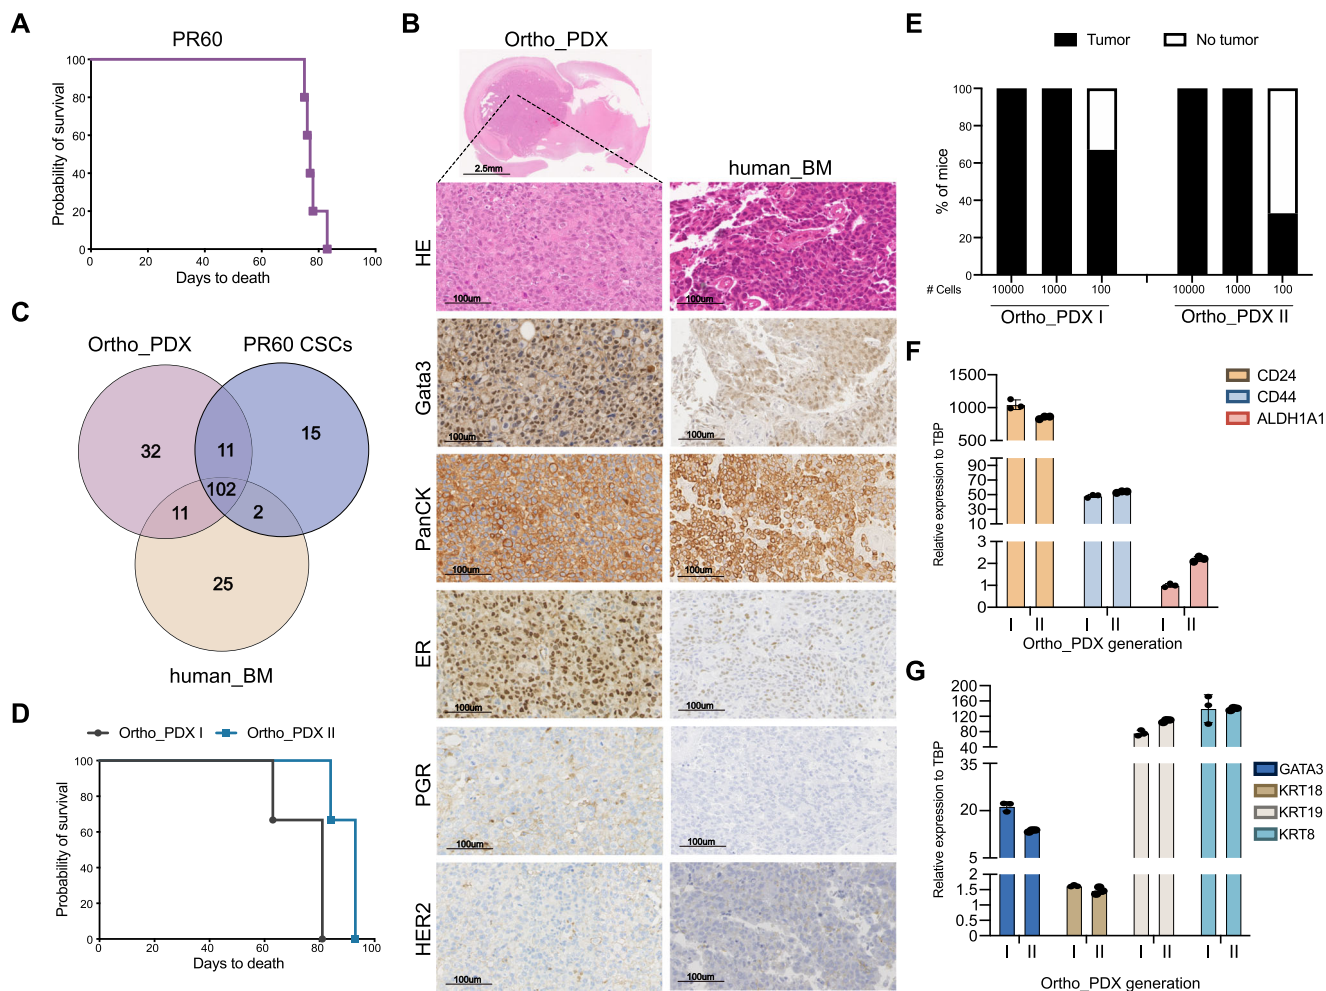 A
PR60
Probability of survival
100
80
60
40
20
0
0 20 40 60 80 100
Days to death
B
Ortho_PDX
2.5mm
human_BM
HE
100um
100um
Gata3
100um
100um
PanCK
100um
100um
ER
100um
100um
PGR
100um
100um
HER2
100um
100um
C
Ortho_PDX
PR60 CSCs
32
11
15
102
11
2
25
human_BM
D
Ortho_PDX I
Ortho_PDX II
Probability of survival
100
80
60
40
20
0
0 20 40 60 80 100
Days to death
E
Tumor
No tumor
% of mice
100
80
60
40
20
0
# Cells
10000 1000 100 10000 1000 100
Ortho_PDX I
Ortho_PDX II
F
CD24
CD44
ALDH1A1
Relative expression to TBP
1500
1000
500
90
70
50
30
10
3
2
1
0
I II I II I II
Ortho_PDX generation
G
GATA3
KRT18
KRT19
KRT8
Relative expression to TBP
200
160
120
80
40
35
20
5
2
1.5
1
0.5
0
I II I II I II I II
Ortho_PDX generation